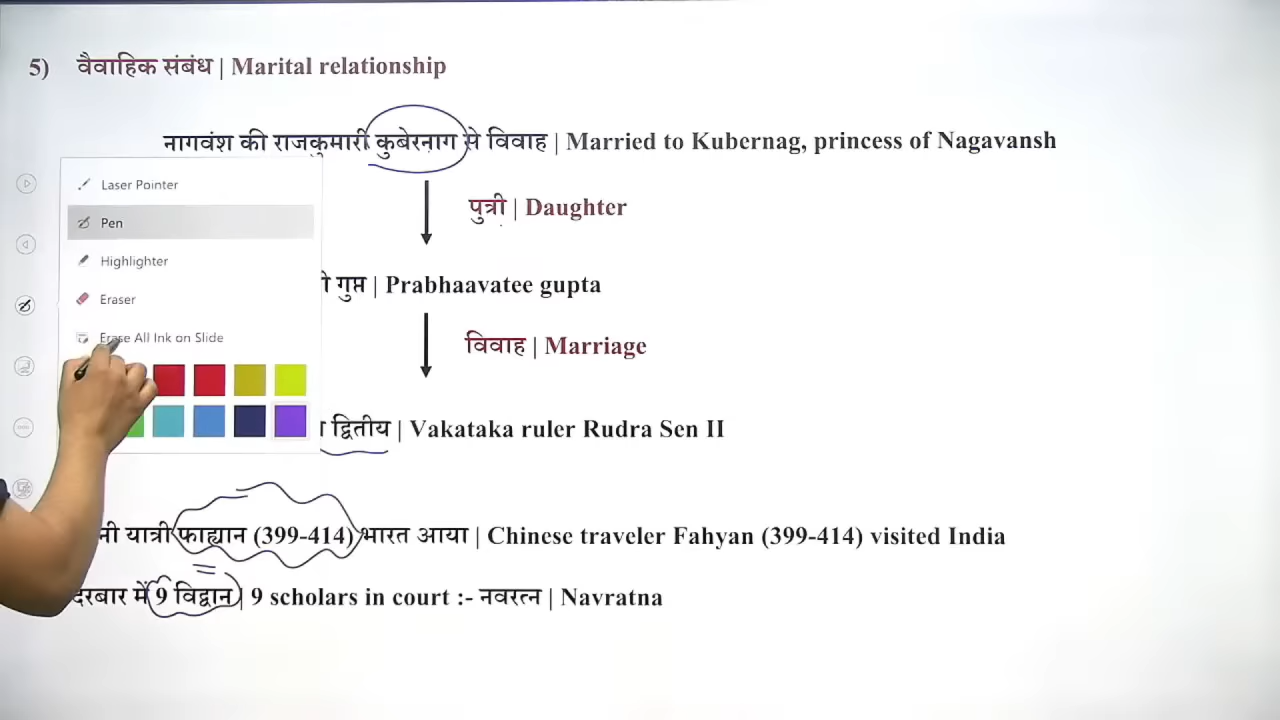 5) वैवाहिक संबंध | Marital relationship
नागवंश की राजकुमारी कुबेरनाग से विवाह | Married to Kubernag, princess of Nagavansh
Laser Pointer
पुत्री | Daughter
Pen
Highlighter
गुप्त | Prabhaavatee gupta
Eraser
Erase All Ink on Slide
विवाह | Marriage
द्वितीय | Vakataka ruler Rudra Sen II
यात्री फाह्यान (399-414) भारत आया | Chinese traveler Fahyan (399-414) visited India
दरबार में 9 विद्वान | 9 scholars in court :- नवरत्न | Navratna